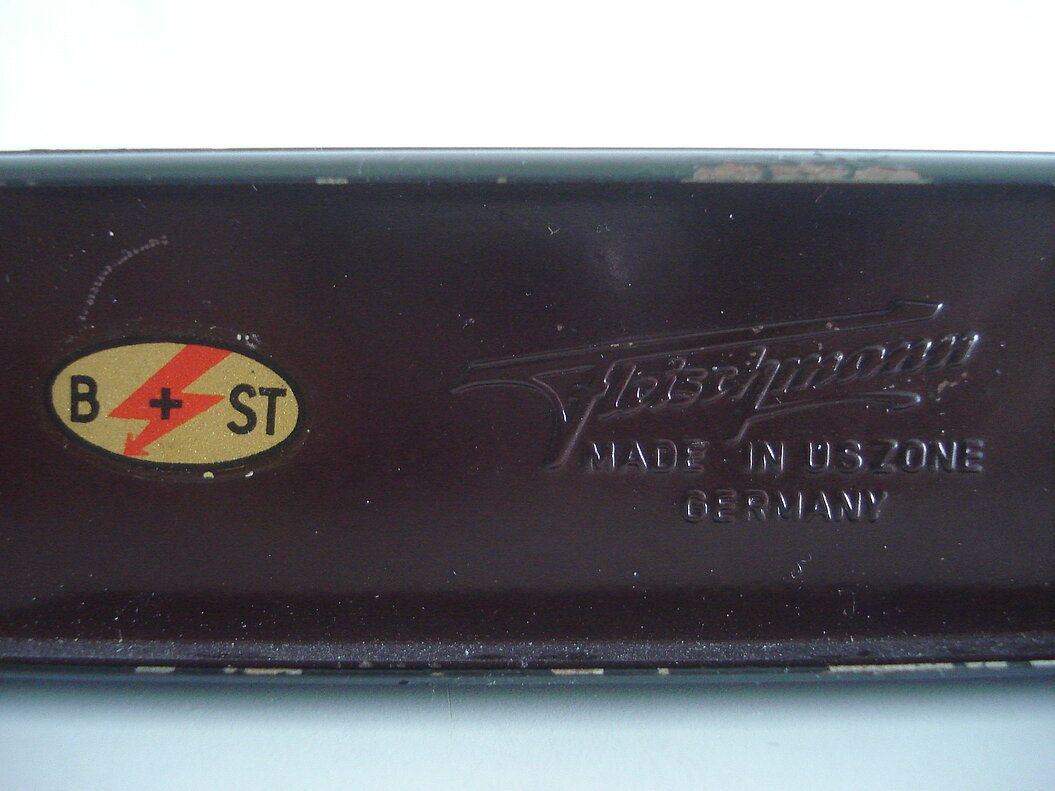 B + ST
Fleischmann
MADE IN US ZONE
GERMANY